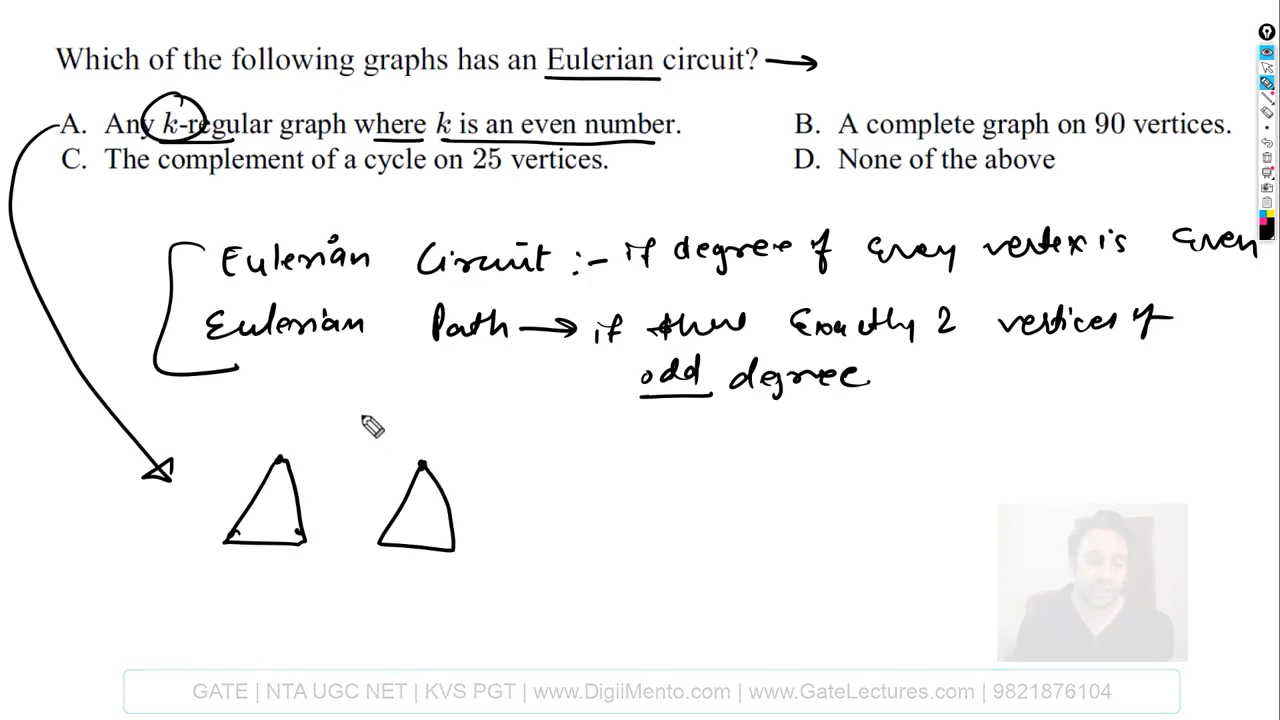 Which of the following graphs has an Eulerian circuit?
A. Any k-regular graph where k is an even number.
B. A complete graph on 90 vertices.
C. The complement of a cycle on 25 vertices.
D. None of the above
Eulerian Circuit :- if degree of Every vertex is Even
Eulerian Path → if there Exactly 2 vertices of
odd degree
GATE | NTA UGC NET | KVS PGT | www.DigiiMento.com | www.GateLectures.com | 9821876104